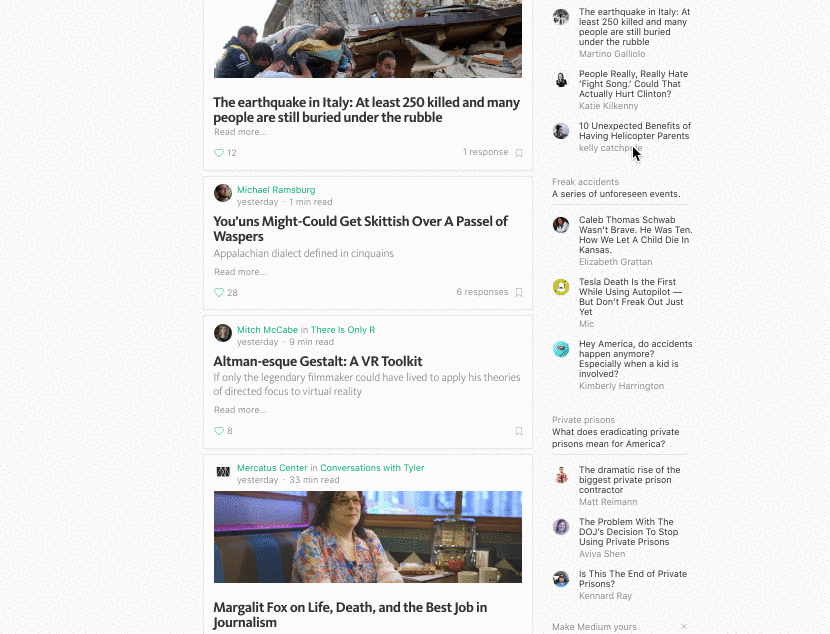 The earthquake in Italy: At least 250 killed and many
people are still buried under the rubble
Read more...
12
1 response
Michael Ramsburg
yesterday · 1 min read
You'uns Might-Could Get Skittish Over A Passel of
Waspers
Appalachian dialect defined in cinquains
Read more...
28
6 responses
Mitch McCabe in There Is Only R
yesterday · 9 min read
Altman-esque Gestalt: A VR Toolkit
If only the legendary filmmaker could have lived to apply his theories
of directed focus to virtual reality
Read more...
8
Mercatus Center in Conversations with Tyler
yesterday · 33 min read
Margalit Fox on Life, Death, and the Best Job in
Journalism
The earthquake in Italy: At
least 250 killed and many
people are still buried
under the rubble
Martino Galliolo
People Really, Really Hate
‘Fight Song.’ Could That
Actually Hurt Clinton?
Katie Kilkenny
10 Unexpected Benefits of
Having Helicopter Parents
kelly catchpole
Freak accidents
A series of unforeseen events.
Caleb Thomas Schwab
Wasn’t Brave. He Was Ten.
How We Let A Child Die In
Kansas.
Elizabeth Grattan
Tesla Death Is the First
While Using Autopilot —
But Don’t Freak Out Just
Yet
Mic
Hey America, do accidents
happen anymore?
Especially when a kid is
involved?
Kimberly Harrington
Private prisons
What does eradicating private
prisons mean for America?
The dramatic rise of the
biggest private prison
contractor
Matt Reimann
The Problem With The
DOJ’s Decision To Stop
Using Private Prisons
Aviva Shen
Is This The End of Private
Prisons?
Kennard Ray
Make Medium yours